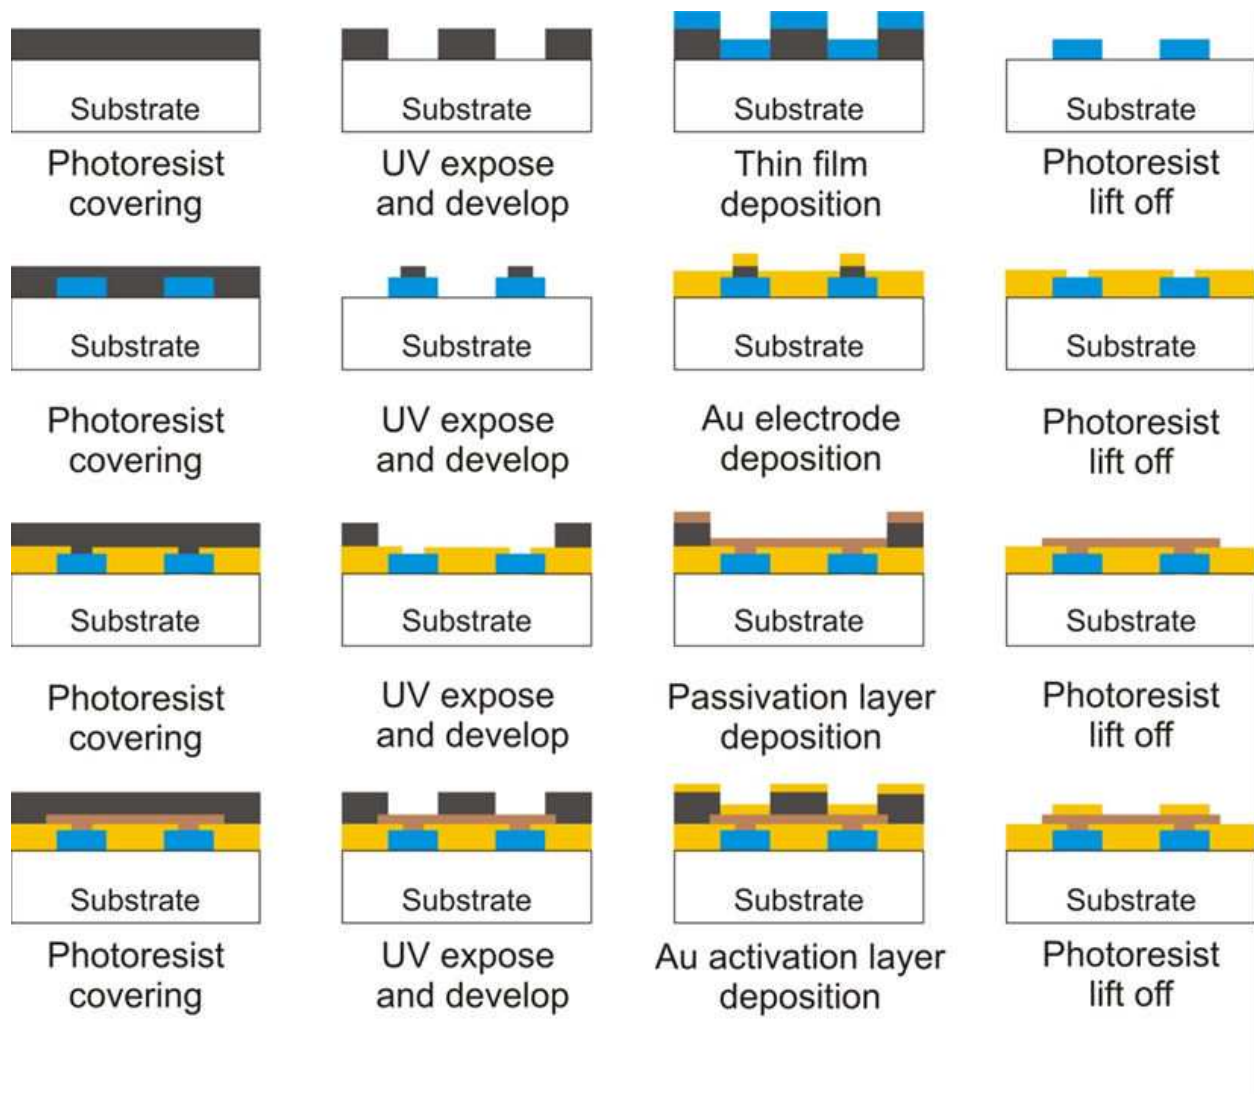 Substrate
Substrate
Substrate
Substrate
Photoresist
covering
UV expose
and develop
Thin film
deposition
Photoresist
lift off
Substrate
Substrate
Substrate
Substrate
Photoresist
covering
UV expose
and develop
Au electrode
deposition
Photoresist
lift off
Substrate
Substrate
Substrate
Substrate
Photoresist
covering
UV expose
and develop
Passivation layer
deposition
Photoresist
lift off
Substrate
Substrate
Substrate
Substrate
Photoresist
covering
UV expose
and develop
Au activation layer
deposition
Photoresist
lift off